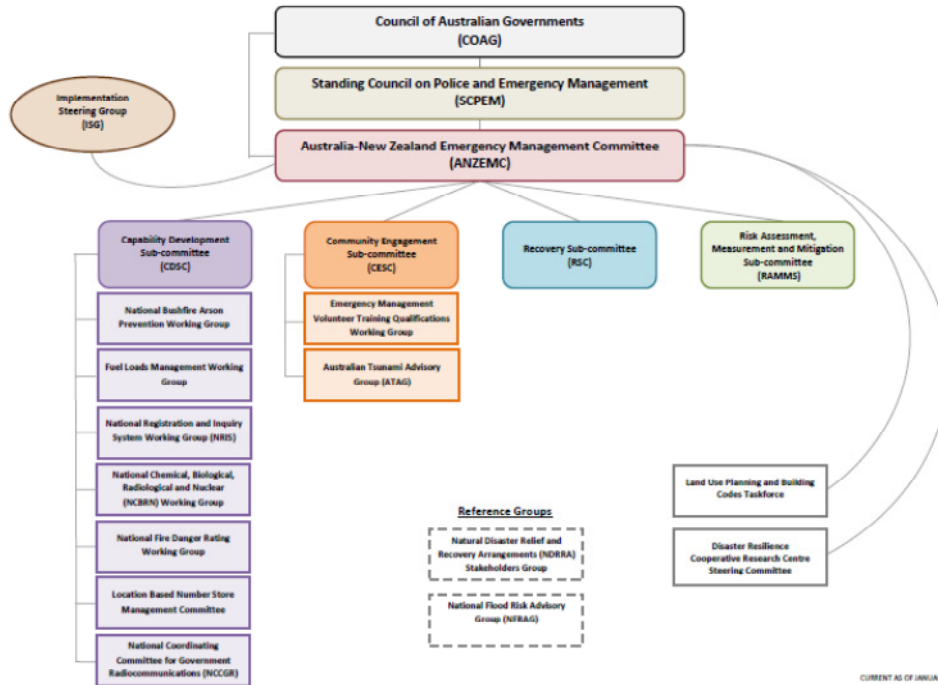 Council of Australian Governments
(COAG)
Standing Council on Police and Emergency Management
(SCPEM)
Implementation
Steering Group
(ISG)
Australia-New Zealand Emergency Management Committee
(ANZEMC)
Capability Development
Sub-committee
(CDSC)
Community Engagement
Sub-committee
(CESC)
Recovery Sub-committee
(RSC)
Risk Assessment,
Measurement and Mitigation
Sub-committee
(RAMMS)
National Bushfire Arson
Prevention Working Group
Fuel Loads Management Working
Group
National Registration and Inquiry
System Working Group (NRIS)
National Chemical, Biological,
Radiological and Nuclear
(NCBRN) Working Group
National Fire Danger Rating
Working Group
Location Based Number Store
Management Committee
National Coordinating
Committee for Government
Radiocommunications (NCCGR)
Emergency Management
Volunteer Training Qualifications
Working Group
Australian Tsunami Advisory
Group (ATAG)
Reference Groups
Natural Disaster Relief and
Recovery Arrangements (NDRRA)
Stakeholders Group
National Flood Risk Advisory
Group (NFRAG)
Land Use Planning and Building
Codes Taskforce
Disaster Resilience
Cooperative Research Centre
Steering Committee
CURRENT AS OF JANUA